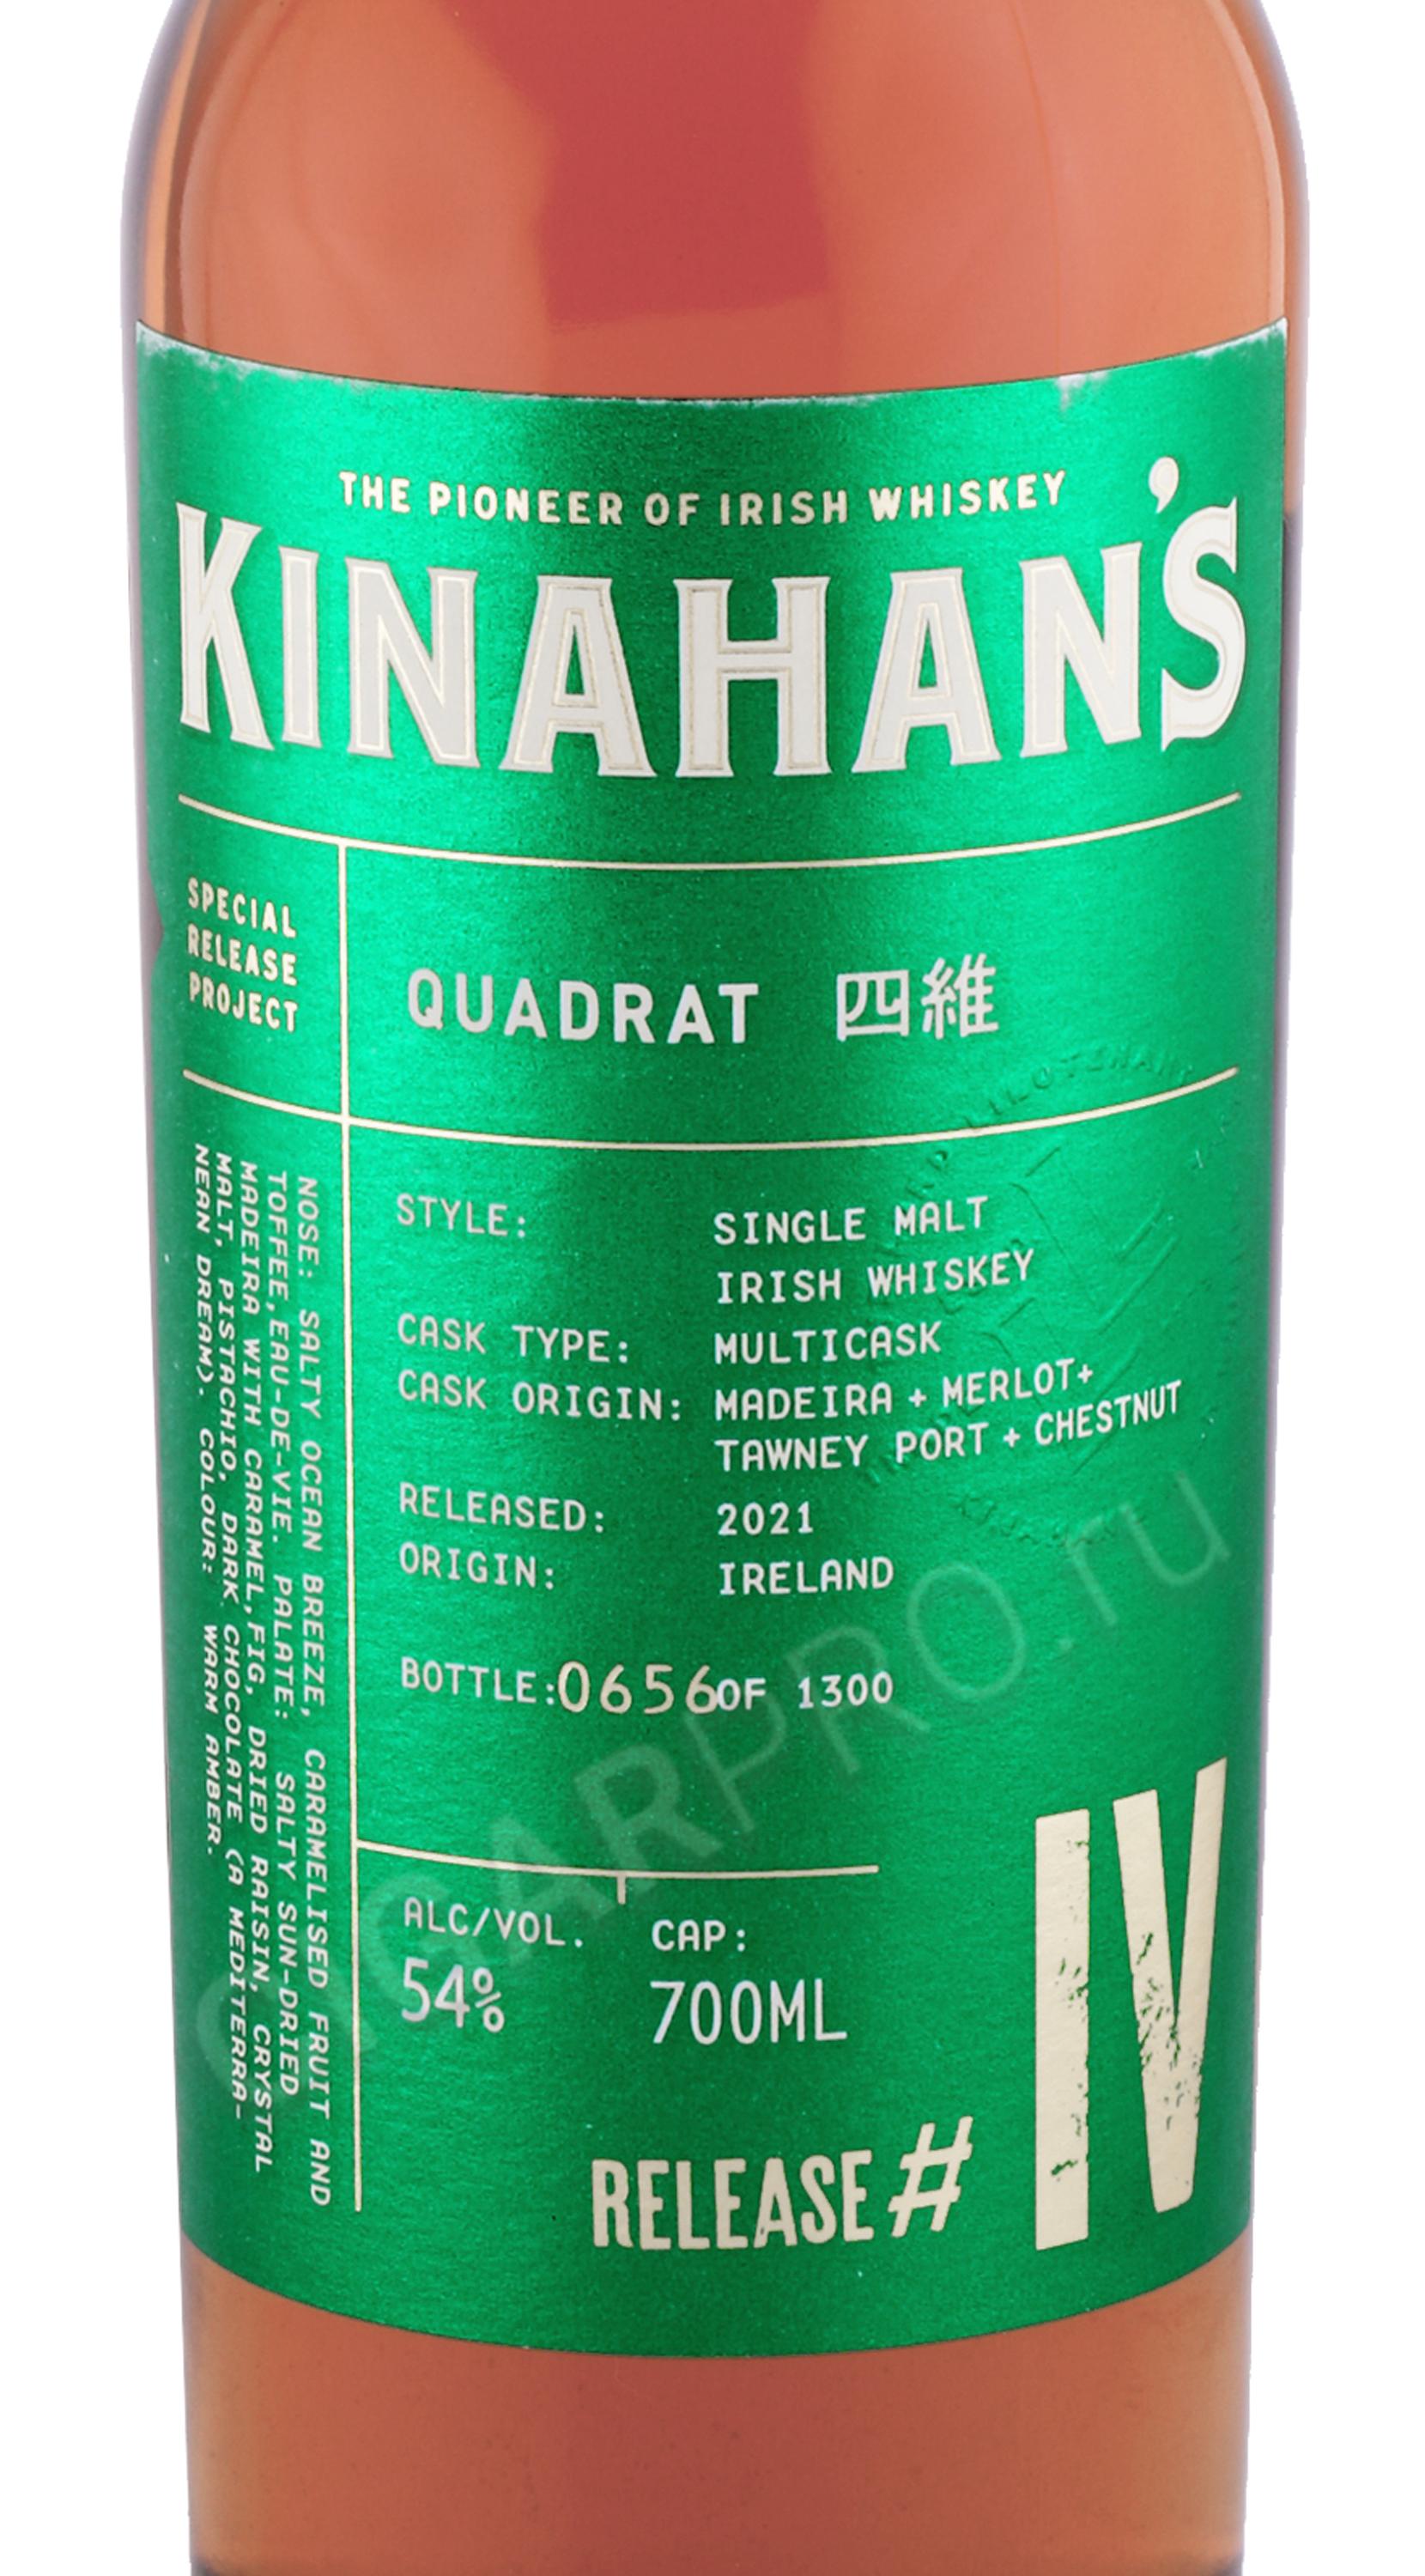 THE PIONEER OF IRISH WHISKEY
KINAHAN'S
SPECIAL
RELEASE
PROJECT
QUADRAT 四維
NOSE: SALTY OCEAN BREEZE, CARAMELISED FRUIT AND
TOFFEE, EAU-DE-VIE. PALATE: SALTY SUN-DRIED
MADEIRA WITH CARAMEL, FIG, DRIED RAISIN, CRYSTAL
MALT, PISTACHIO, DARK CHOCOLATE (A MEDITERRA-
NEAN DREAM). COLOUR: WARM AMBER.
STYLE: SINGLE MALT
IRISH WHISKEY
CASK TYPE: MULTICASK
CASK ORIGIN: MADEIRA + MERLOT+
TAWNEY PORT + CHESTNUT
RELEASED: 2021
ORIGIN: IRELAND
BOTTLE: 0656 OF 1300
ALC/VOL. CAP:
54% 700ML
RELEASE # IV
CIGARPRO.ru